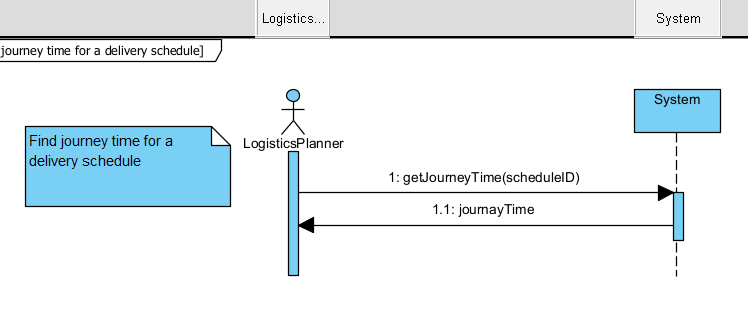 Logistics...
System
journey time for a delivery schedule]
System
Find journey time for a
delivery schedule
LogisticsPlanner
1: getJourneyTime(scheduleID)
1.1: journayTime